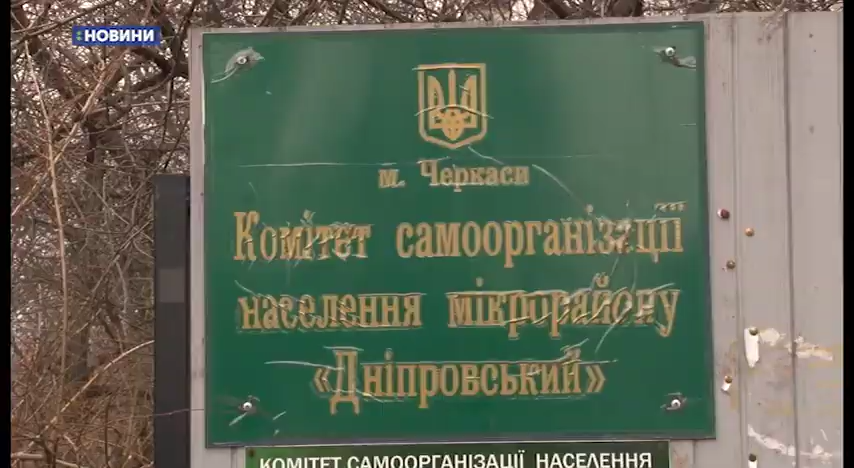 :НОВИНИ
м. Черкаси
Комітет самоорганізації
населення мікрорайону
«Дніпровський»
КОМІТЕТ САМООРГАНІЗАЦІЇ НАСЕЛЕННЯ